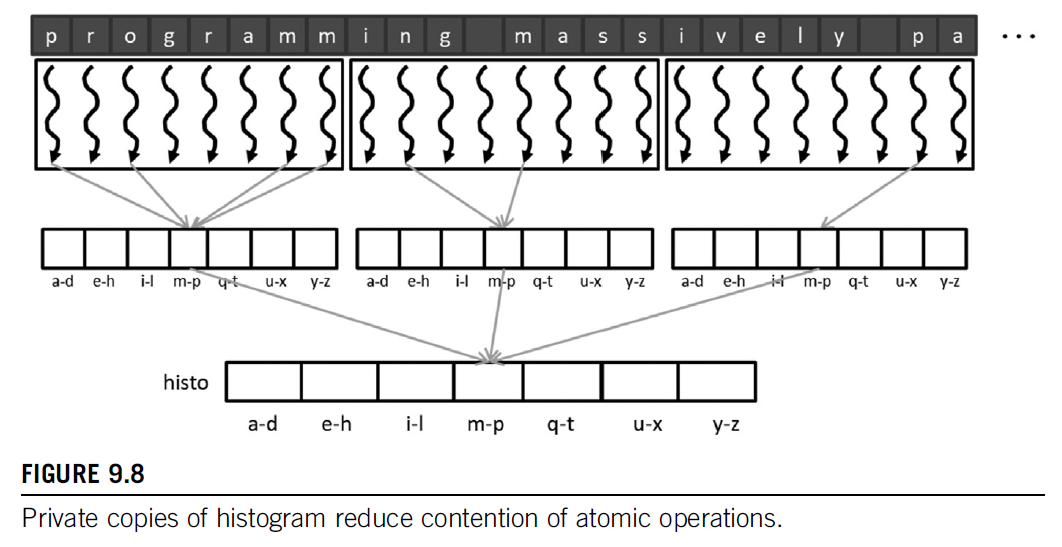 p r o g r a m m i n g m a s s i v e l y p a ...
a-d e-h i-l m-p q-t u-x y-z a-d e-h i-l m-p q-t u-x y-z a-d e-h i-l m-p q-t u-x y-z
histo
a-d e-h i-l m-p q-t u-x y-z
FIGURE 9.8
Private copies of histogram reduce contention of atomic operations.